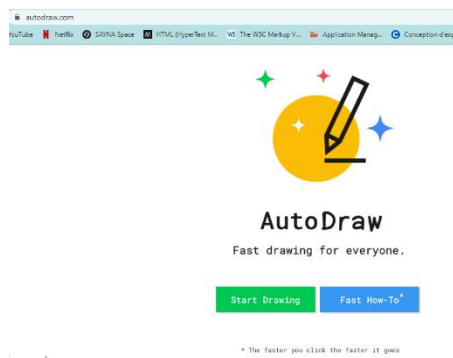 autodraw.com
YouTube Netflix SAYNA Space HTML (HyperText M... The W3C Markup V... Application Manag... Conception d'exp
AutoDraw
Fast drawing for everyone.
Start Drawing Fast How-To*
* The faster you click the faster it goes